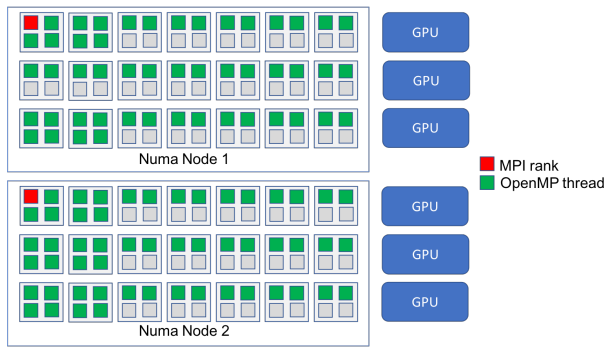 GPU
GPU
GPU
Numa Node 1
MPI rank
OpenMP thread
GPU
GPU
GPU
Numa Node 2